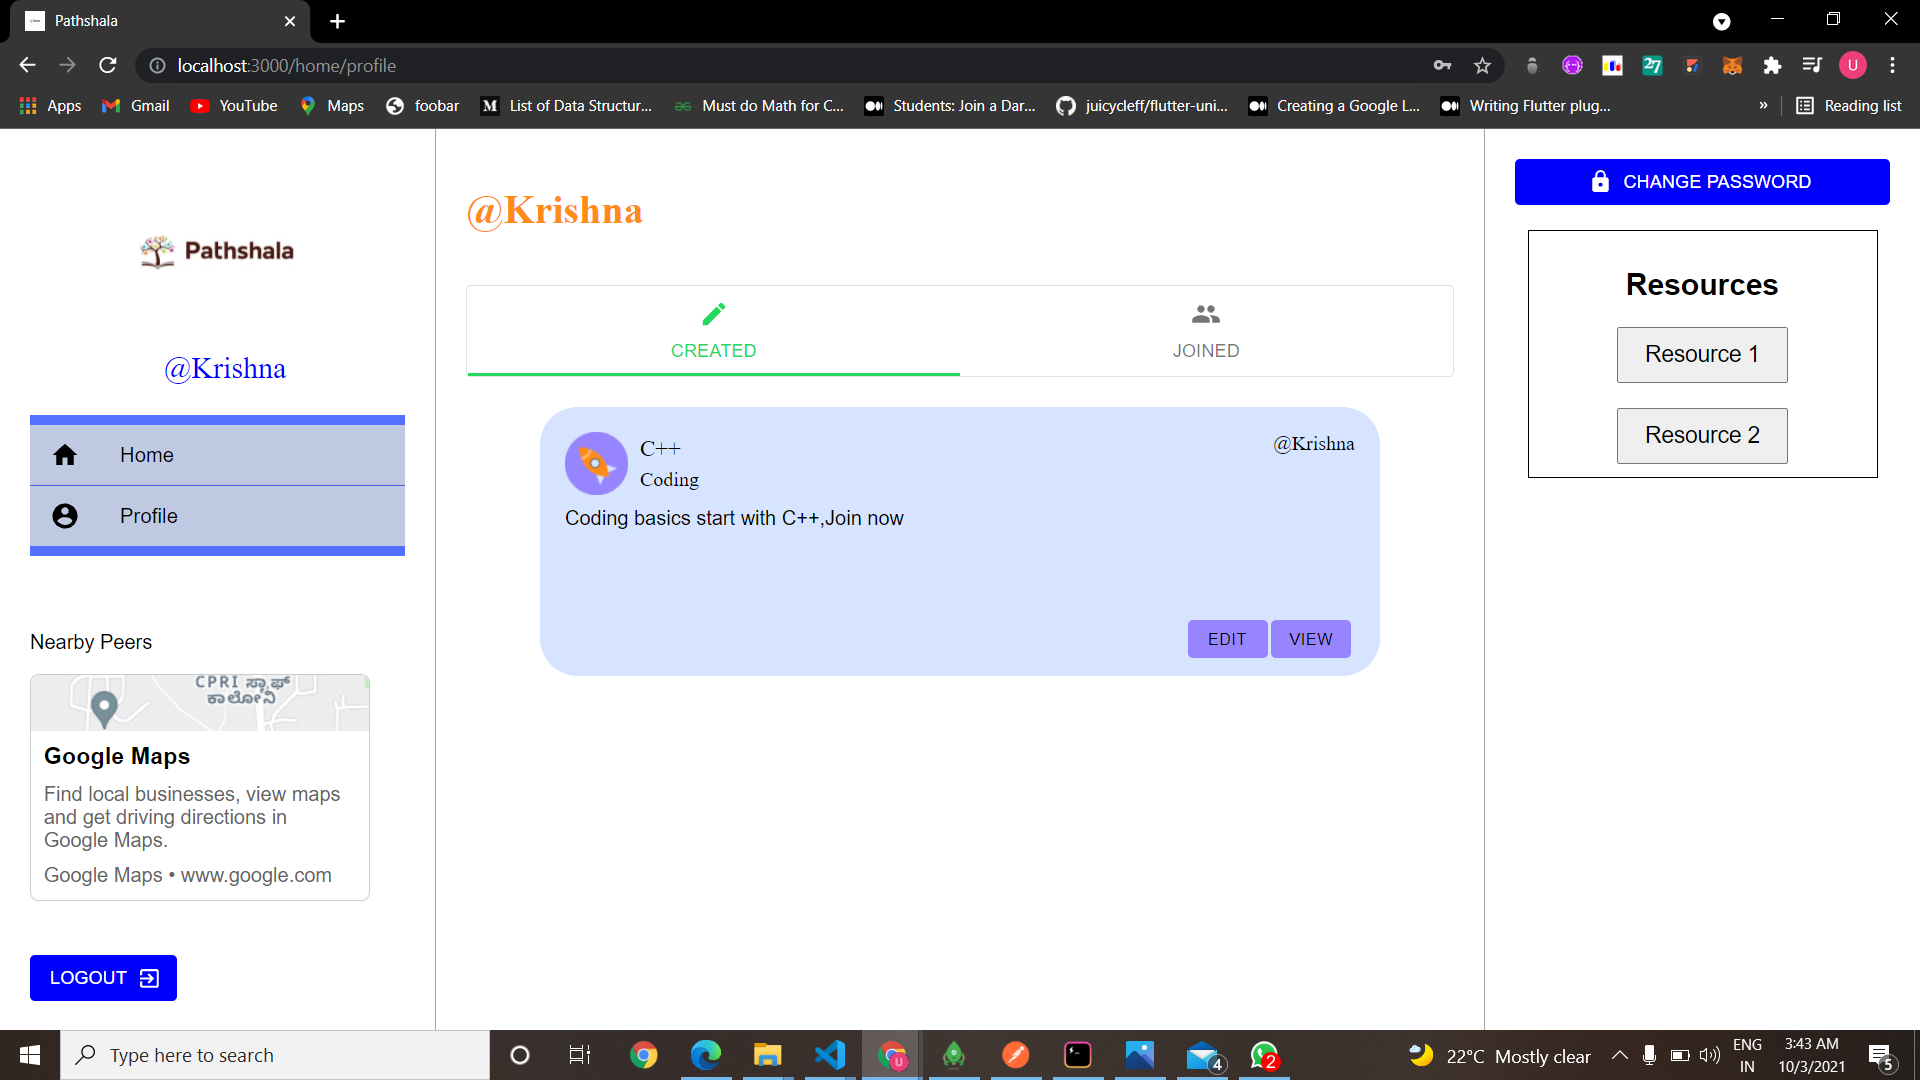 Pathshala
localhost:3000/home/profile
U
Apps
Gmail
YouTube
Maps
foobar
M
List of Data Structur...
Must do Math for C...
Students: Join a Dar...
juicycleff/flutter-uni...
Creating a Google L...
Writing Flutter plug...
»
Reading list
Pathshala
@Krishna
Home
Profile
Nearby Peers
CPRI ಸ್ಟಾಫ್
ಕಾಲೋನಿ
Google Maps
Find local businesses, view maps
and get driving directions in
Google Maps.
Google Maps • www.google.com
LOGOUT
@Krishna
CREATED
JOINED
C++
Coding
@Krishna
Coding basics start with C++,Join now
EDIT
VIEW
CHANGE PASSWORD
Resources
Resource 1
Resource 2
Type here to search
U
4
2
22°C Mostly clear
ENG
IN
3:43 AM
10/3/2021
5